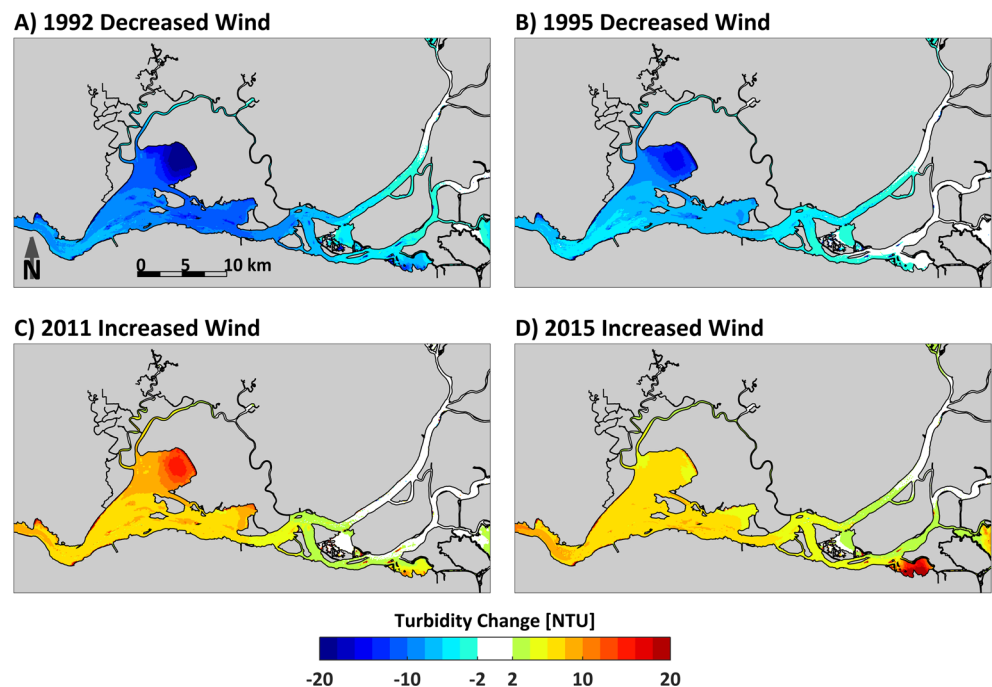 A) 1992 Decreased Wind
B) 1995 Decreased Wind
N
0 5 10 km
C) 2011 Increased Wind
D) 2015 Increased Wind
Turbidity Change [NTU]
-20 -10 -2 2 10 20